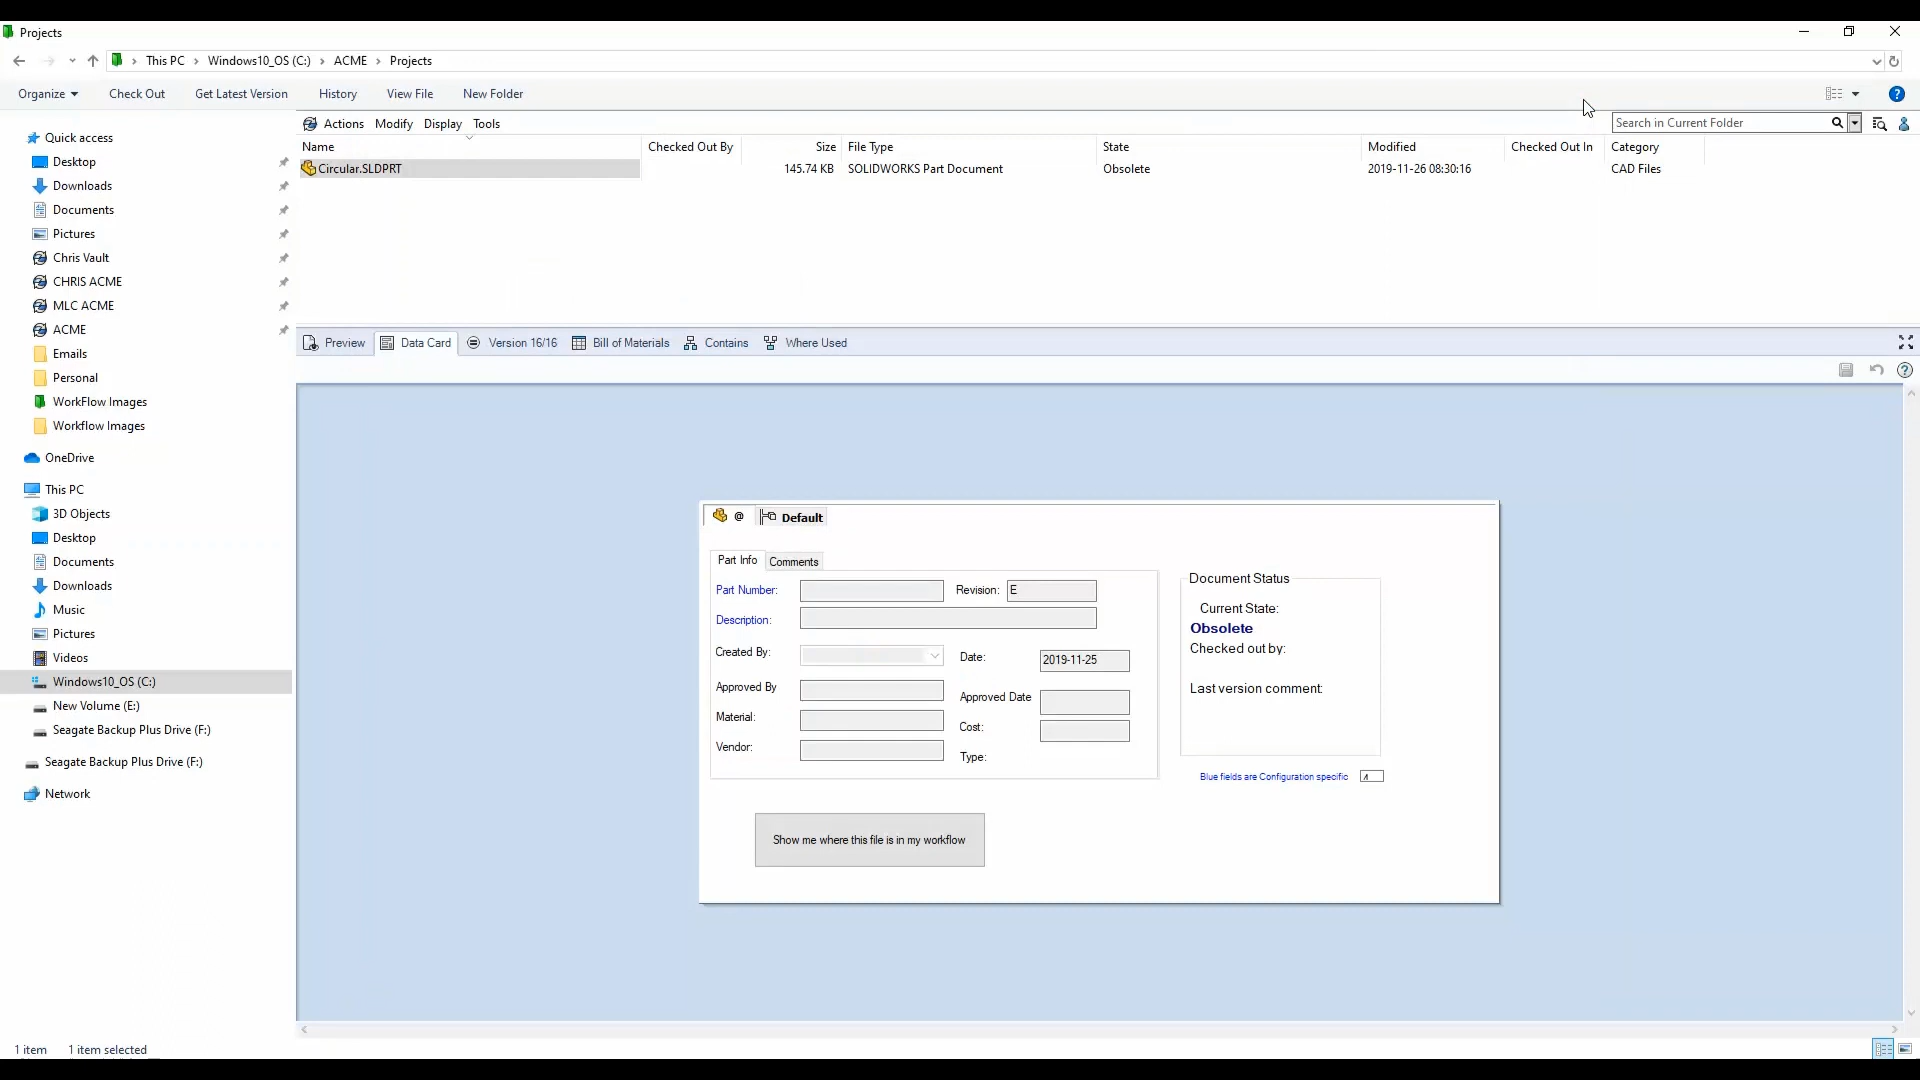 Projects
This PC > Windows10_OS (C:) > ACME > Projects
Organize Check Out Get Latest Version History View File New Folder
Actions Modify Display Tools Search in Current Folder
Name Checked Out By Size File Type State Modified Checked Out In Category
Circular.SLDPRT 145.74 KB SOLIDWORKS Part Document Obsolete 2019-11-26 08:30:16 CAD Files
Quick access
Desktop
Downloads
Documents
Pictures
Chris Vault
CHRIS ACME
MLC ACME
ACME
Emails
Personal
WorkFlow Images
Workflow Images
OneDrive
This PC
3D Objects
Desktop
Documents
Downloads
Music
Pictures
Videos
Windows10_OS (C:)
New Volume (E:)
Seagate Backup Plus Drive (F:)
Seagate Backup Plus Drive (F:)
Network
Preview Data Card Version 16/16 Bill of Materials Contains Where Used
@ Default
Part Info Comments
Part Number: Revision: E
Description:
Created By: Date: 2019-11-25
Approved By Approved Date
Material: Cost:
Vendor: Type:
Document Status
Current State:
Obsolete
Checked out by:
Last version comment:
Blue fields are Configuration specific
Show me where this file is in my workflow
1 item 1 item selected